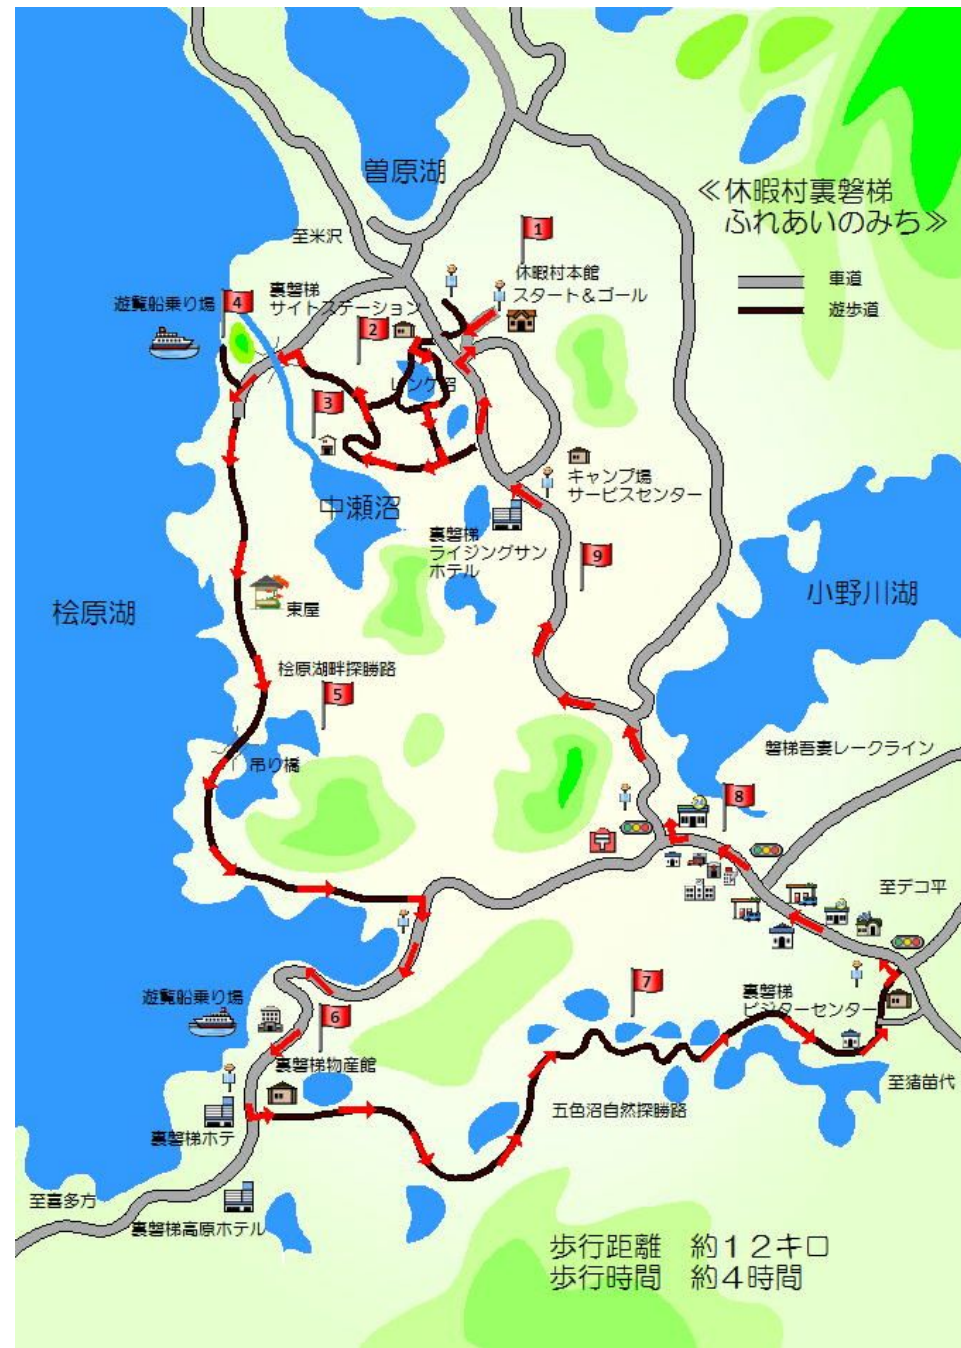 曽原湖
≪休暇村裏磐梯
ふれあいのみち≫
至米沢
1
休暇村本館
スタート＆ゴール
車道
遊歩道
遊覧船乗り場
4
裏磐梯
サイトステーション
2
レンゲ沼
3
中瀬沼
キャンプ場
サービスセンター
裏磐梯
ライジングサン
ホテル
9
小野川湖
桧原湖
東屋
桧原湖畔探勝路
5
吊り橋
磐梯吾妻レークライン
8
至デコ平
遊覧船乗り場
6
7
裏磐梯
ビジターセンター
裏磐梯物産館
至猪苗代
五色沼自然探勝路
裏磐梯ホテ
至喜多方
裏磐梯高原ホテル
歩行距離　約１２キロ
歩行時間　約４時間